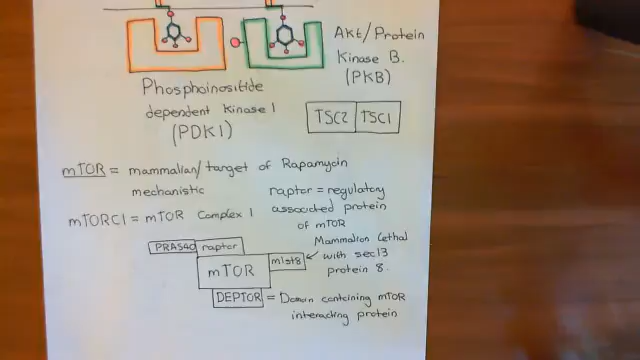 Akt/Protein
Kinase B.
(PKB)
Phosphoinositide
dependent Kinase 1
(PDK1)
TSC2 TSC1
mTOR = mammalian/target of Rapamycin
mechanistic
mTORC1 = mTOR Complex 1
raptor = regulatory
associated protein
of mTOR
Mammalian Lethal
with sec13
protein 8.
PRAS40 raptor
mTOR
mlst8
DEPTOR = Domain containing mTOR
interacting protein